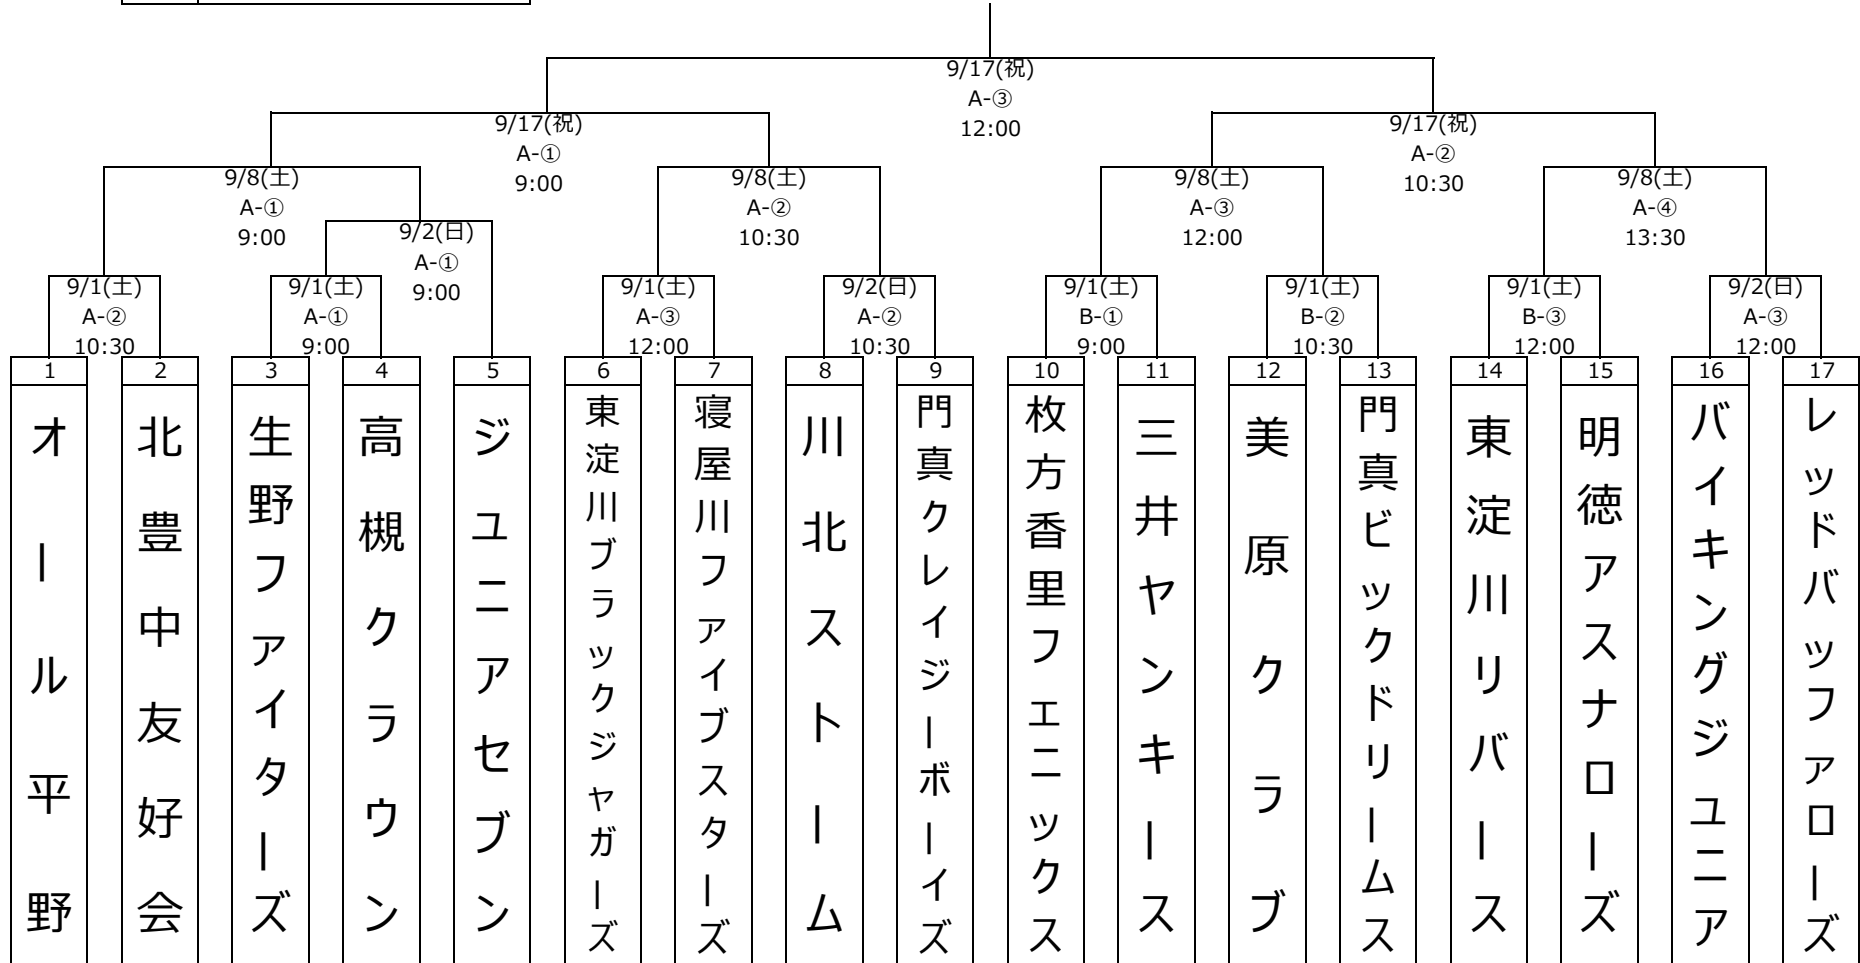 9/17(祝)
A-③
12:00
9/17(祝)
A-①
9:00
9/17(祝)
A-②
10:30
9/8(土)
A-①
9:00
9/8(土)
A-②
10:30
9/8(土)
A-③
12:00
9/8(土)
A-④
13:30
9/2(日)
A-①
9:00
9/1(土)
A-②
10:30
9/1(土)
A-①
9:00
9/1(土)
A-③
12:00
9/2(日)
A-②
10:30
9/1(土)
B-①
9:00
9/1(土)
B-②
10:30
9/1(土)
B-③
12:00
9/2(日)
A-③
12:00
1
オール平野
2
北豊中友好会
3
生野ファイターズ
4
高槻クラウン
5
ジュニアセブン
6
東淀川ブラックジャガーズ
7
寝屋川ファイブスターズ
8
川北ストーム
9
門真クレイジーボーイズ
10
枚方香里フェニックス
11
三井ヤンキース
12
美原クラブ
13
門真ビックドリームス
14
東淀川リバース
15
明徳アスナローズ
16
バイキングジュニア
17
レッドバッファローズ